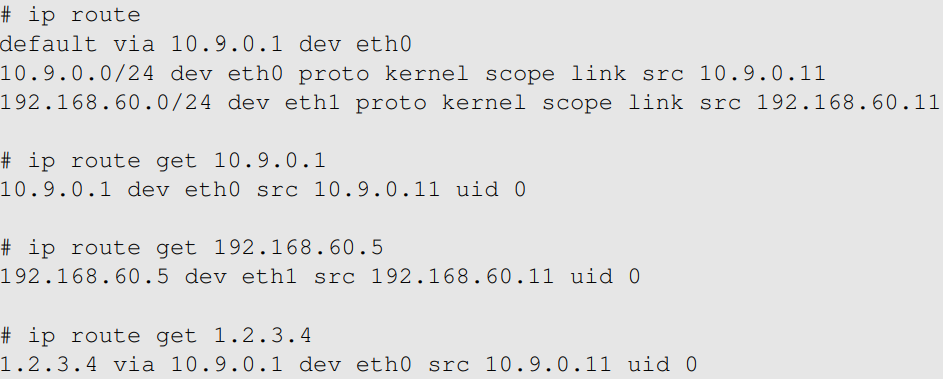 # ip route
default via 10.9.0.1 dev eth0
10.9.0.0/24 dev eth0 proto kernel scope link src 10.9.0.11
192.168.60.0/24 dev eth1 proto kernel scope link src 192.168.60.11
# ip route get 10.9.0.1
10.9.0.1 dev eth0 src 10.9.0.11 uid 0
# ip route get 192.168.60.5
192.168.60.5 dev eth1 src 192.168.60.11 uid 0
# ip route get 1.2.3.4
1.2.3.4 via 10.9.0.1 dev eth0 src 10.9.0.11 uid 0